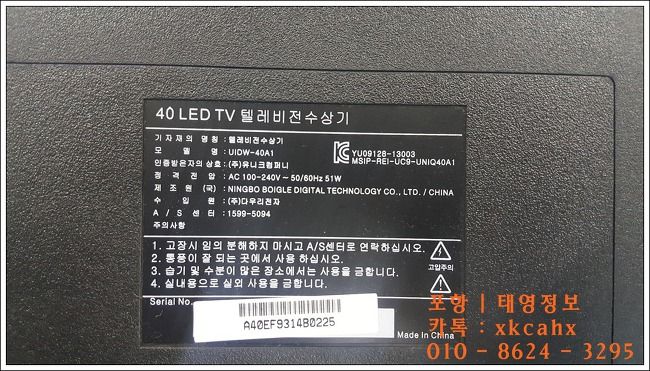 40 LED TV 텔레비전수상기
기 자 재 의 명 칭 : 텔레비전수상기
모 델 명 : UIDW-40A1
인증받은자의 상호 : (주)유니크컴퍼니
정 격 전 압 : AC 100-240V ~ 50/60Hz 51W
제 조 원 (국) : NINGBO BOIGLE DIGITAL TECHNOLOGY CO., LTD. / CHINA
수 입 원 : (주)다우리전자
A / S 센 터 : 1599-5094
주의사항
YU09128-13003
MSIP-REI-UC9-UNIQ40A1
1. 고장시 임의 분해하지 마시고 A/S센터로 연락하십시오.
2. 통풍이 잘 되는 곳에서 사용 하십시오.
3. 습기 및 수분이 많은 장소에서는 사용을 금합니다.
4. 실내용으로 실외 사용을 금합니다.
고압주의
Serial No.
A40EF9314B0225
Made In China
포항 | 태영정보
카톡 : xkcahx
010 - 8624 - 3295